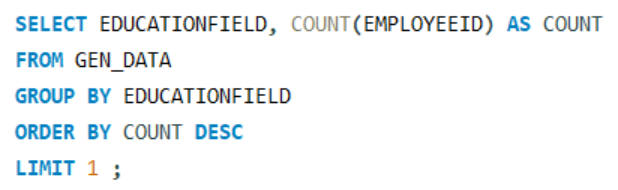 SELECT EDUCATIONFIELD, COUNT(EMPLOYEEID) AS COUNT
FROM GEN_DATA
GROUP BY EDUCATIONFIELD
ORDER BY COUNT DESC
LIMIT 1 ;